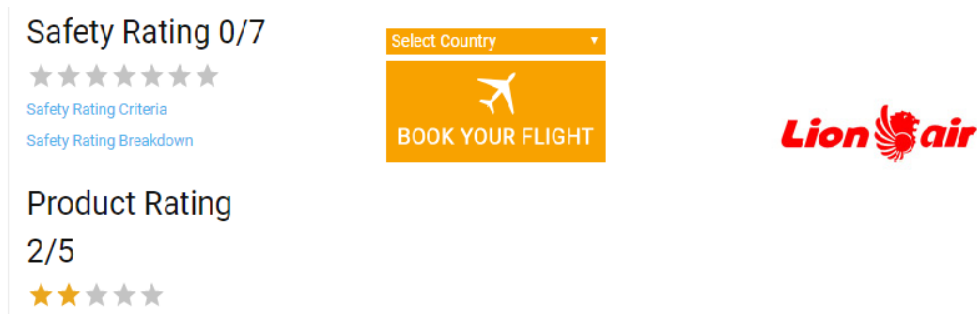 Safety Rating 0/7
Safety Rating Criteria
Safety Rating Breakdown
Product Rating
2/5
Select Country
BOOK YOUR FLIGHT
Lion air